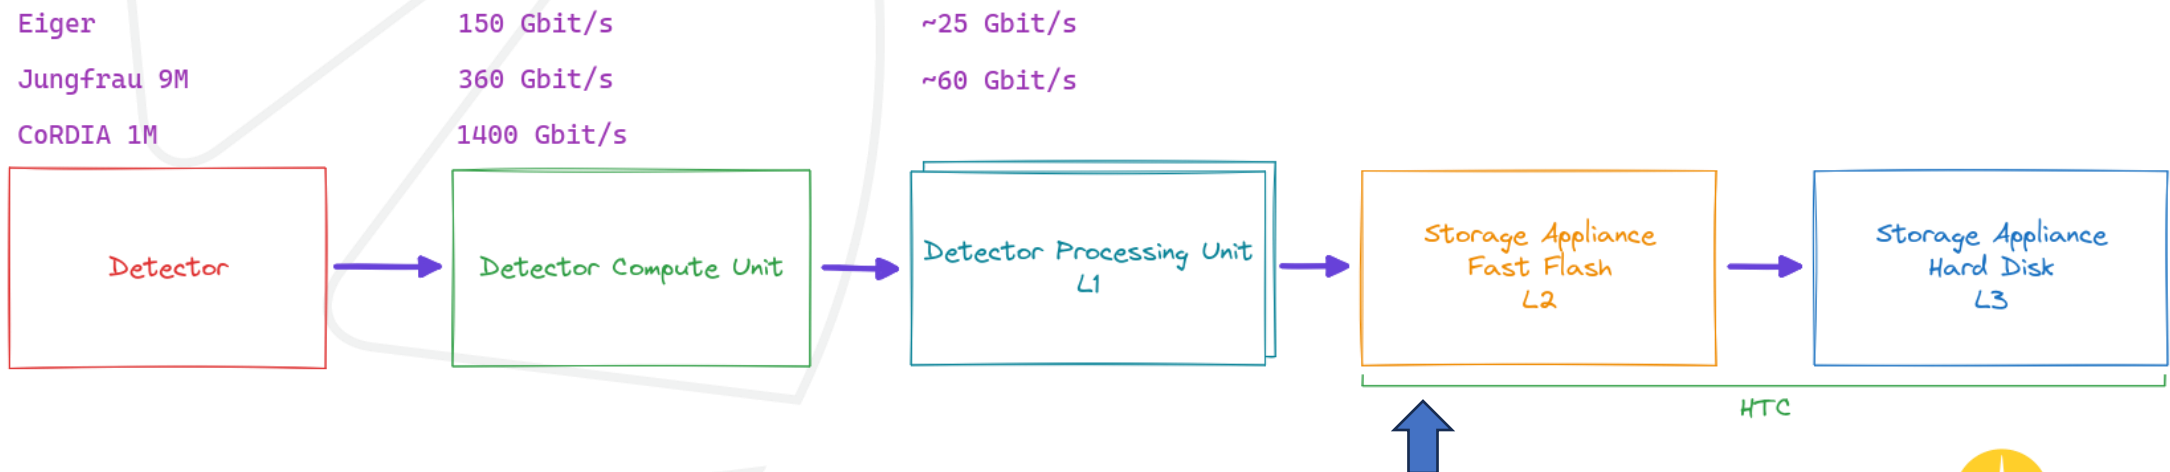 Eiger 150 Gbit/s ~25 Gbit/s
Jungfrau 9M 360 Gbit/s ~60 Gbit/s
CoRDIA 1M 1400 Gbit/s
Detector
Detector Compute Unit
Detector Processing Unit
L1
Storage Appliance
Fast Flash
L2
Storage Appliance
Hard Disk
L3
HTC